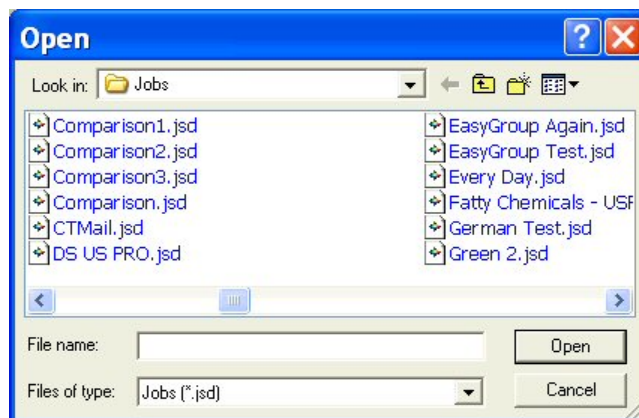 Open
Look in: Jobs
Comparison1.jsd
Comparison2.jsd
Comparison3.jsd
Comparison.jsd
CTMail.jsd
DS US PRO.jsd
EasyGroup Again.jsd
EasyGroup Test.jsd
Every Day.jsd
Fatty Chemicals -
German Test.jsd
Green 2.jsd
File name:
Open
Files of type: Jobs (*.jsd)
Cancel